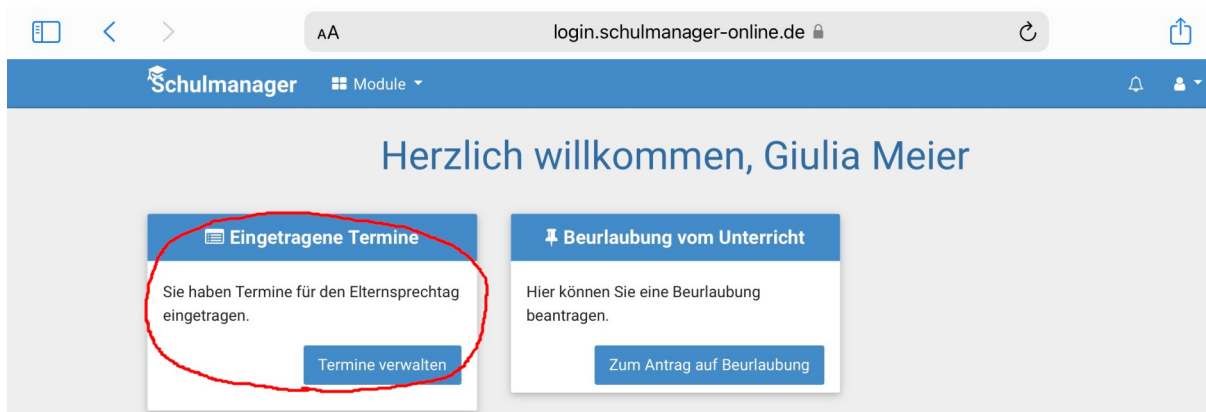 AA
login.schulmanager-online.de
Schulmanager
Module
Herzlich willkommen, Giulia Meier
Eingetragene Termine
Sie haben Termine für den Elternsprechtag
eingetragen.
Termine verwalten
Beurlaubung vom Unterricht
Hier können Sie eine Beurlaubung
beantragen.
Zum Antrag auf Beurlaubung